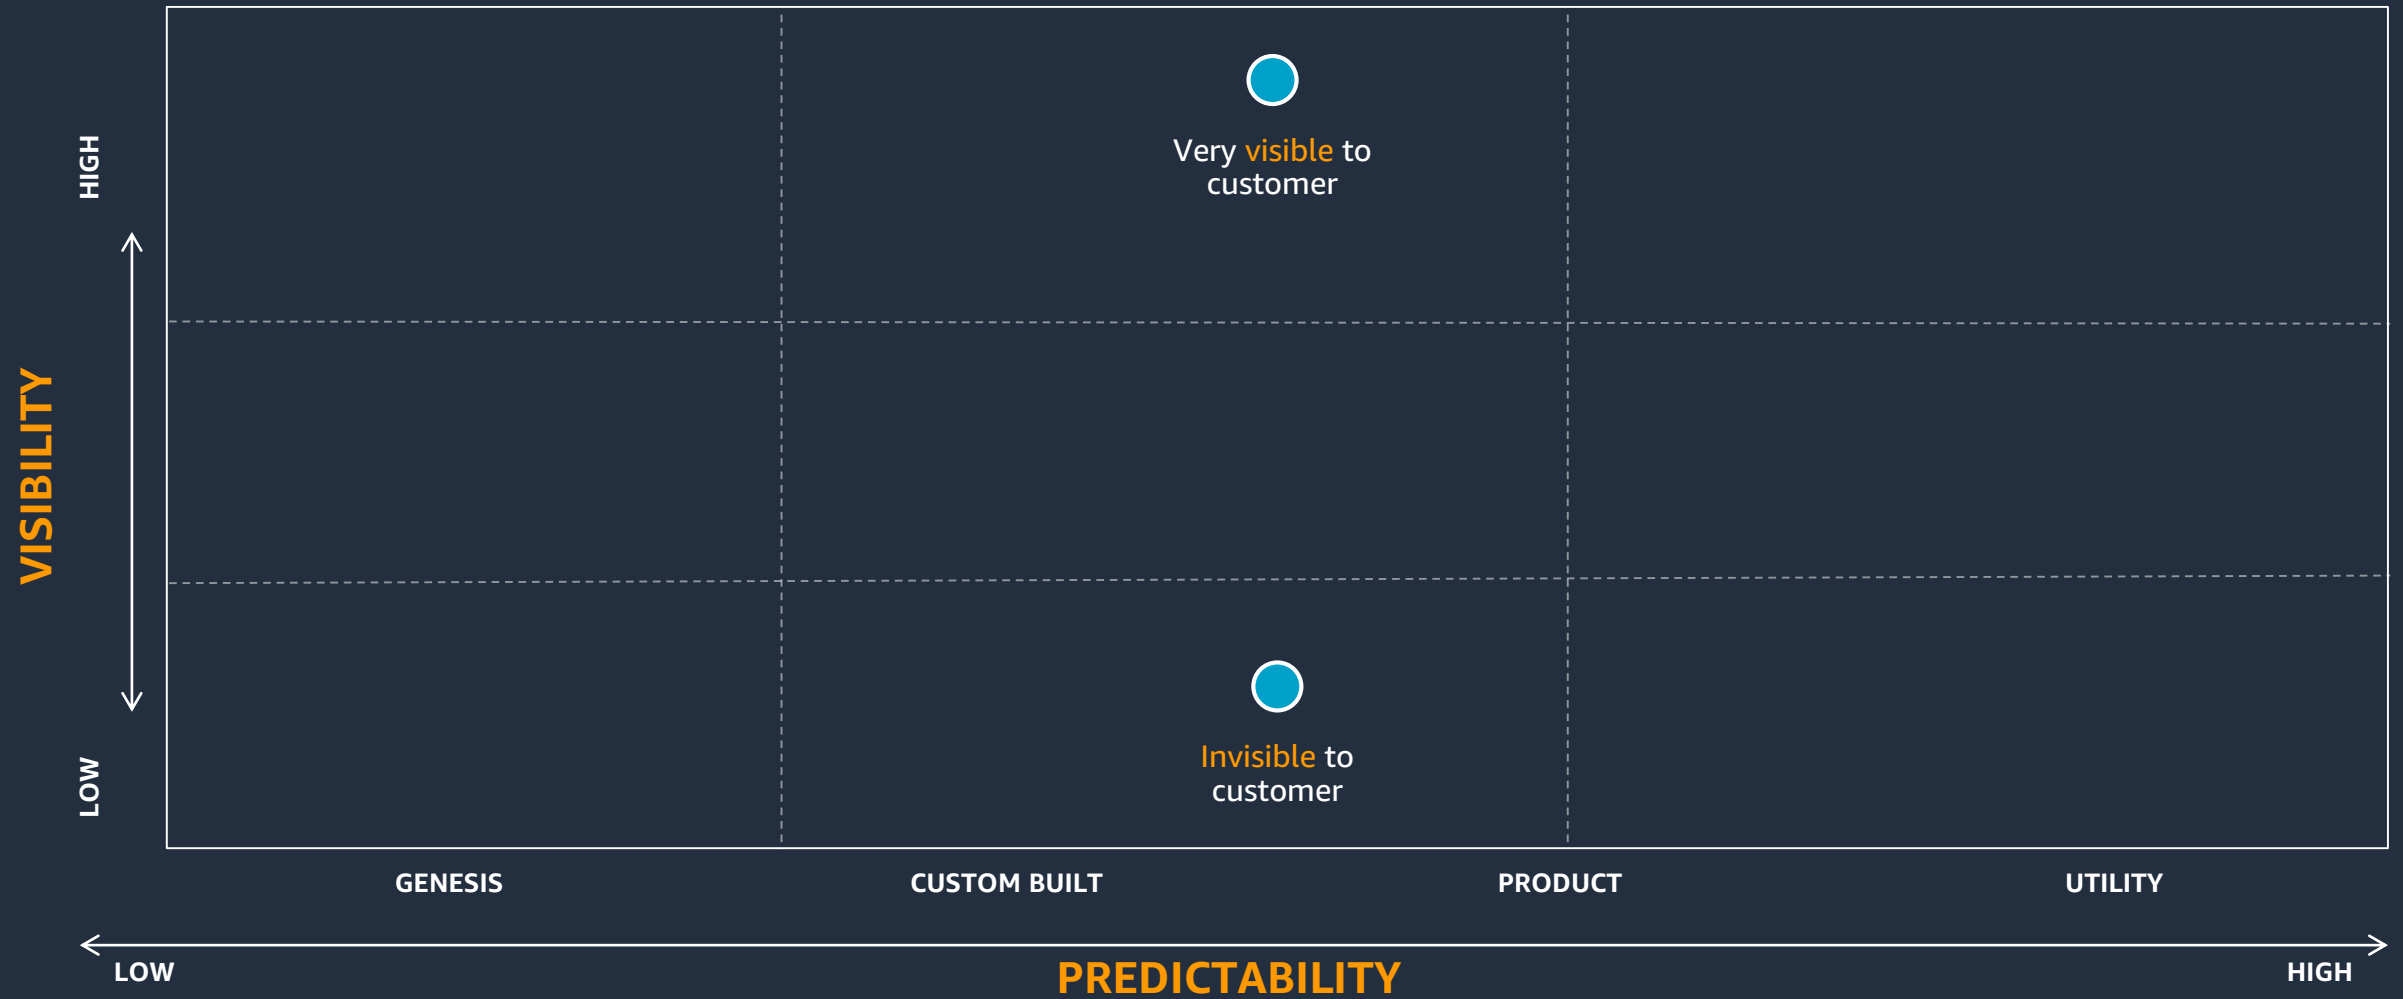 HIGH
VISIBILITY
LOW
Very visible to
customer
Invisible to
customer
GENESIS
CUSTOM BUILT
PRODUCT
UTILITY
LOW
PREDICTABILITY
HIGH